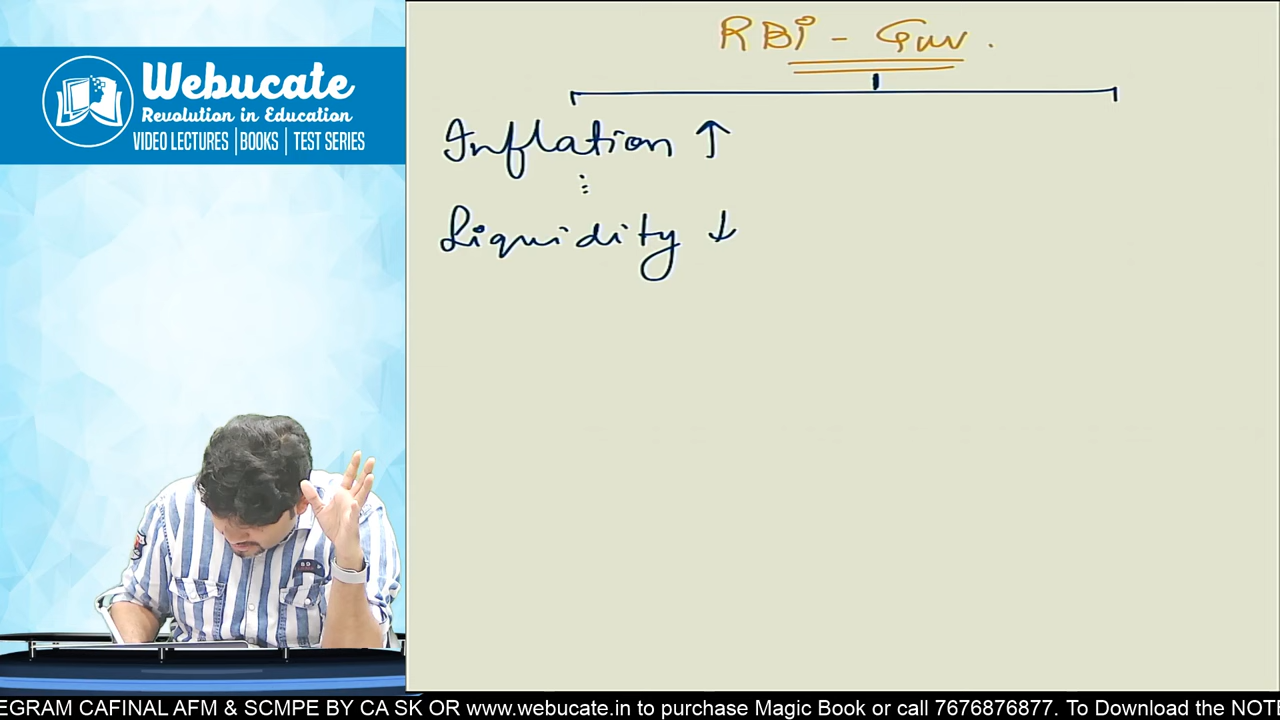 Webucate
Revolution in Education
VIDEO LECTURES | BOOKS | TEST SERIES
RBI - Gov.
Inflation ↑
Liquidity ↓
EGRAM CAFINAL AFM & SCMPE BY CA SK OR www.webucate.in to purchase Magic Book or call 7676876877. To Download the NOT